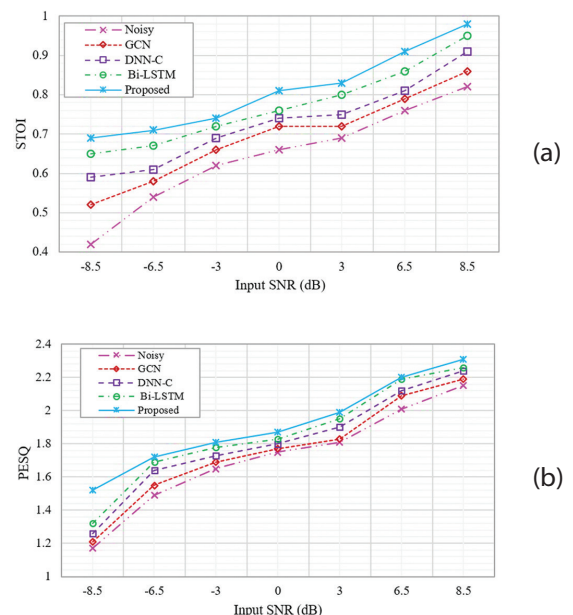 1
0.9
0.8
0.7
0.6
0.5
0.4
STOI
Noisy
GCN
DNN-C
Bi-LSTM
Proposed
-8.5 -6.5 -3 0 3 6.5 8.5
Input SNR (dB)
(a)
2.4
2.2
2
1.8
1.6
1.4
1.2
1
PESQ
Noisy
GCN
DNN-C
Bi-LSTM
Proposed
-8.5 -6.5 -3 0 3 6.5 8.5
Input SNR (dB)
(b)